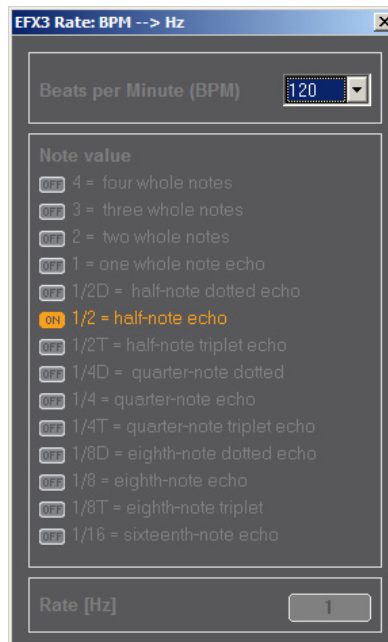 EFX3 Rate: BPM --> Hz
Beats per Minute (BPM) 120
Note value
OFF 4 = four whole notes
OFF 3 = three whole notes
OFF 2 = two whole notes
OFF 1 = one whole note echo
OFF 1/2D = half-note dotted echo
ON 1/2 = half-note echo
OFF 1/2T = half-note triplet echo
OFF 1/4D = quarter-note dotted
OFF 1/4 = quarter-note echo
OFF 1/4T = quarter-note triplet echo
OFF 1/8D = eighth-note dotted echo
OFF 1/8 = eighth-note echo
OFF 1/8T = eighth-note triplet
OFF 1/16 = sixteenth-note echo
Rate [Hz] 1